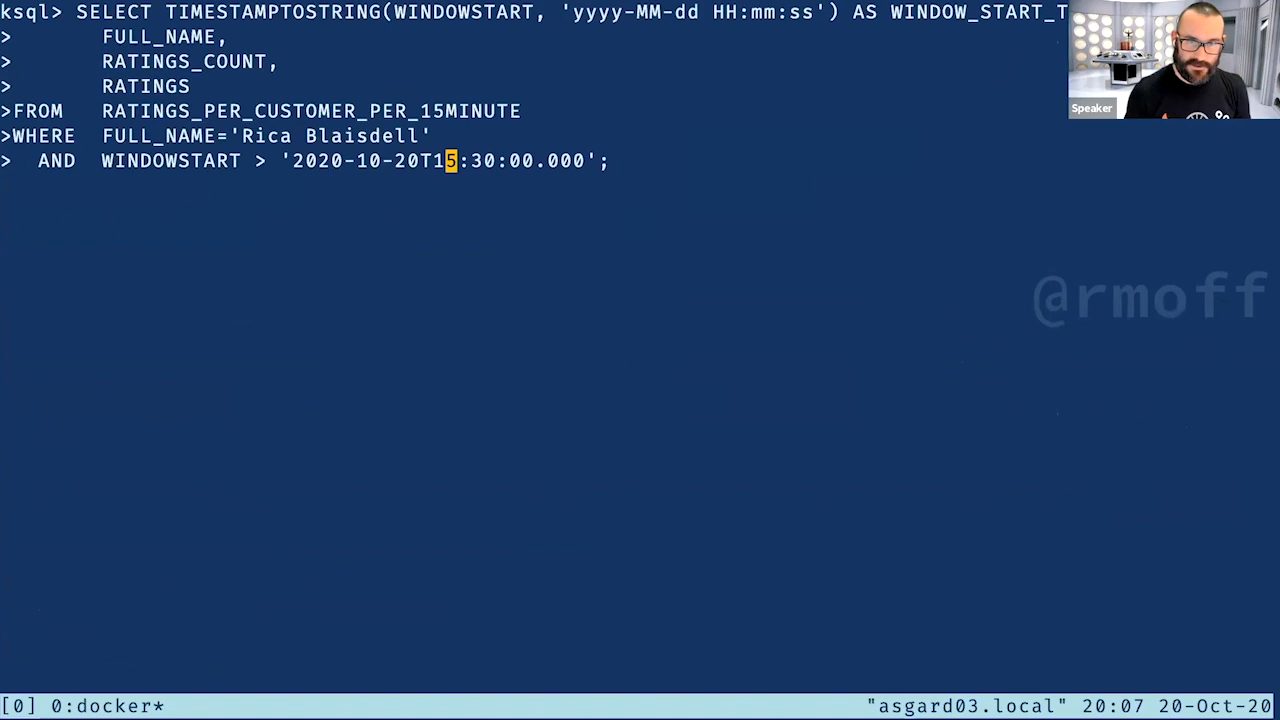 ksql> SELECT TIMESTAMPTOSTRING(WINDOWSTART, 'yyyy-MM-dd HH:mm:ss') AS WINDOW_START_T
>       FULL_NAME,
>       RATINGS_COUNT,
>       RATINGS
>FROM   RATINGS_PER_CUSTOMER_PER_15MINUTE
>WHERE  FULL_NAME='Rica Blaisdell'
>  AND  WINDOWSTART > '2020-10-20T15:30:00.000';
Speaker
@rmoff
[0] 0:docker* "asgard03.local" 20:07 20-Oct-20